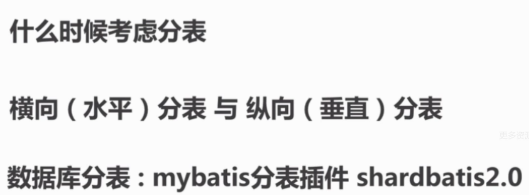 什么时候考虑分表
横向（水平）分表 与 纵向（垂直）分表
数据库分表：mybatis分表插件 shardbatis2.0